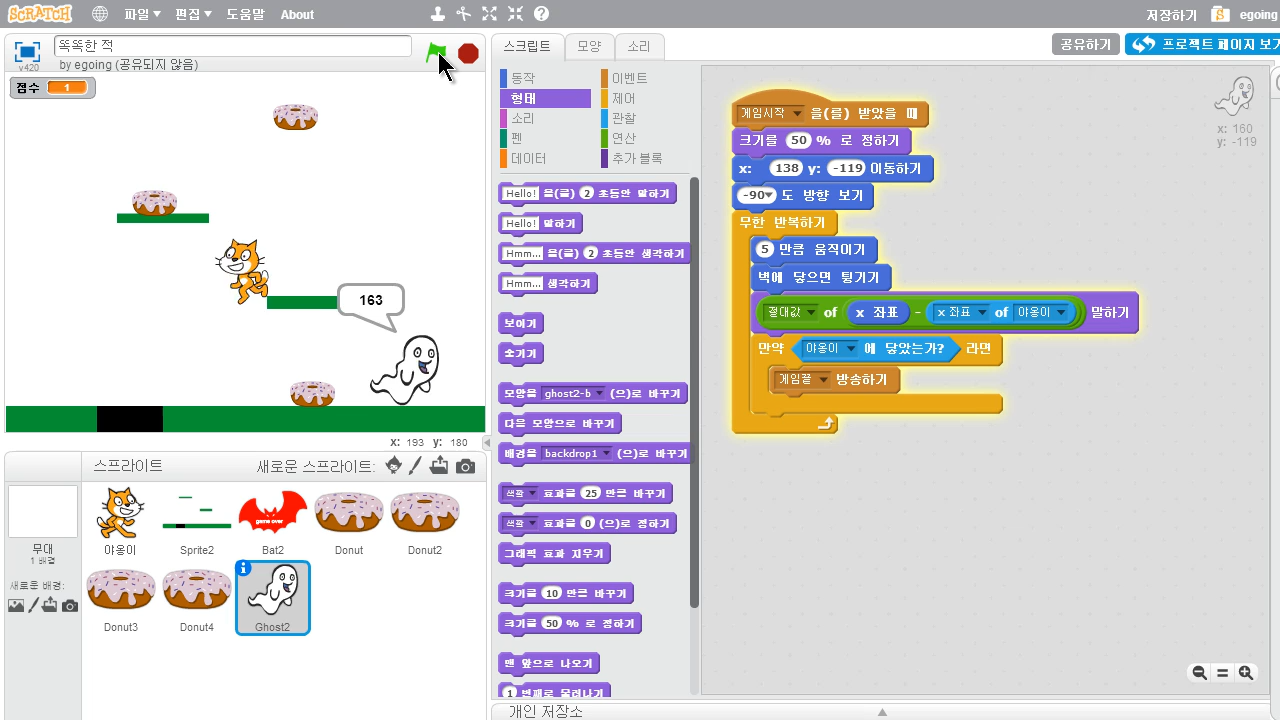 SCRATCH 파일▼ 편집▼ 도움말 About 저장하기 egoing
v420
똑똑한 적
by egoing (공유되지 않음)
스크립트 모양 소리
공유하기
점수 1
163
x: 193 y: 180
동작 이벤트
형태 제어
소리 관찰
펜 연산
데이터 추가 블록
Hello! 을(를) 2 초동안 말하기
Hello! 말하기
Hmm... 을(를) 2 초동안 생각하기
Hmm... 생각하기
보이기
숨기기
모양을 ghost2-b (으)로 바꾸기
다음 모양으로 바꾸기
배경을 backdrop1 (으)로 바꾸기
색깔 효과를 25 만큼 바꾸기
색깔 효과를 0 (으)로 정하기
그래픽 효과 지우기
크기를 10 만큼 바꾸기
크기를 50 % 로 정하기
맨 앞으로 나오기
1 번째로 물러나기
게임시작 을(를) 받았을 때
크기를 50 % 로 정하기
x: 138 y: -119 이동하기
-90▼ 도 방향 보기
무한 반복하기
5 만큼 움직이기
벽에 닿으면 튕기기
절대값 of x 좌표 - x 좌표 of 야옹이 말하기
만약 야옹이 에 닿았는가? 라면
게임끝 방송하기
x: 160
y: -119
스프라이트 새로운 스프라이트:
무대
1 배경
새로운 배경:
야옹이 Sprite2 Bat2 Donut Donut2
game over
Donut3 Donut4 Ghost2
개인 저장소